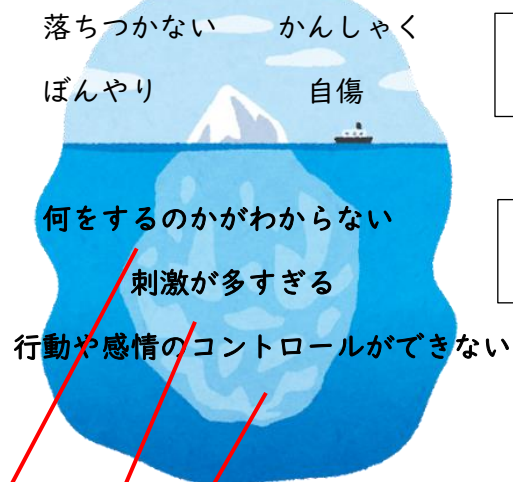 落ちつかない　かんしゃく
ぼんやり　自傷
何をするのかがわからない
刺激が多すぎる
行動や感情のコントロールができない